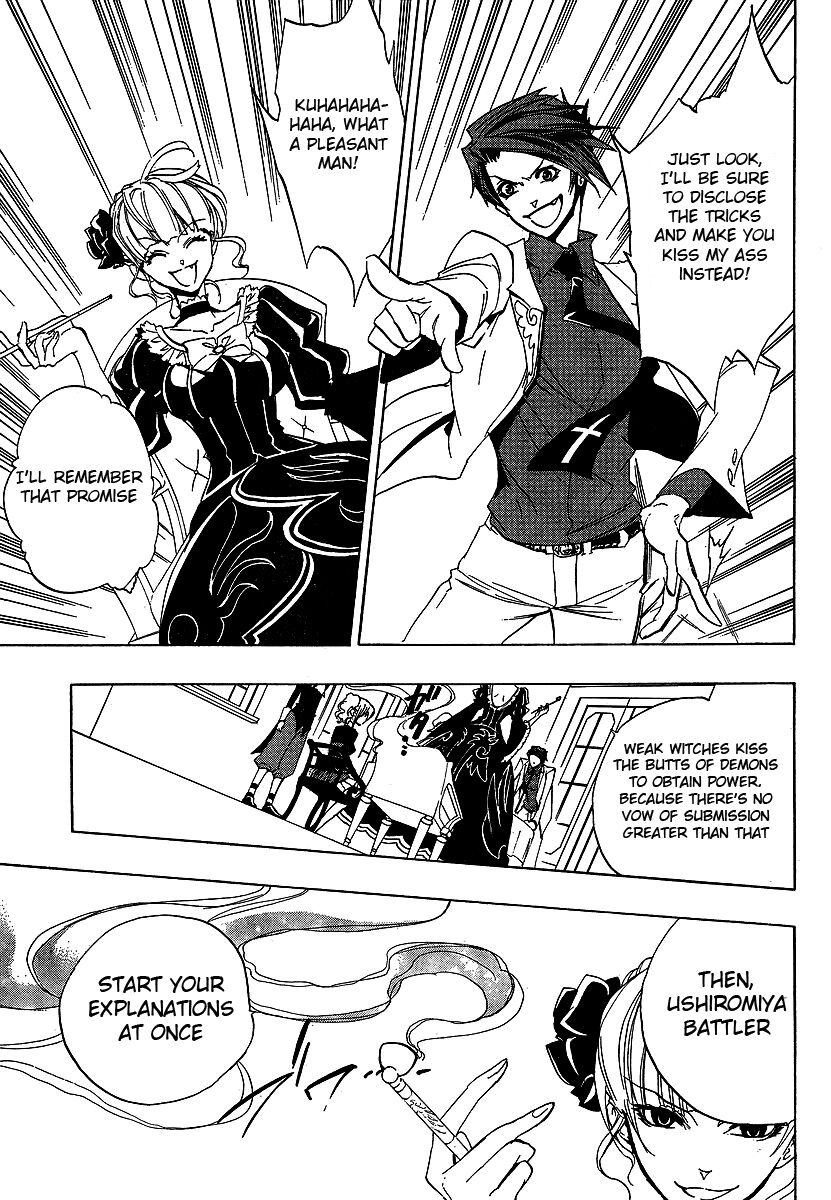 JUST LOOK,
I'LL BE SURE
TO DISCLOSE
THE TRICKS
AND MAKE YOU
KISS MY ASS
INSTEAD!
KUHAHAHA-
HAHA, WHAT
A PLEASANT
MAN!
I'LL REMEMBER
THAT PROMISE
WEAK WITCHES KISS
THE BUTTS OF DEMONS
TO OBTAIN POWER.
BECAUSE THERE'S NO
VOW OF SUBMISSION
GREATER THAN THAT
THEN,
USHIROMIYA
BATTLER
START YOUR
EXPLANATIONS
AT ONCE